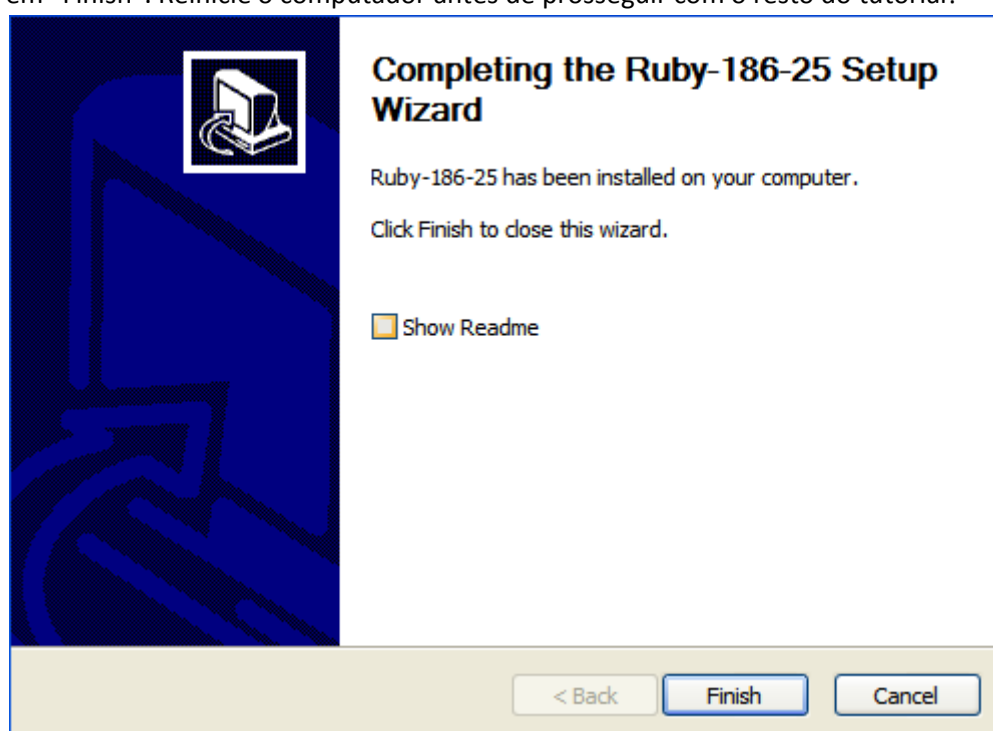 em "Finish". Reinicie o computador antes de prosseguir com o resto do tutorial.
Completing the Ruby-186-25 Setup
Wizard
Ruby-186-25 has been installed on your computer.
Click Finish to close this wizard.
Show Readme
< Back
Finish
Cancel